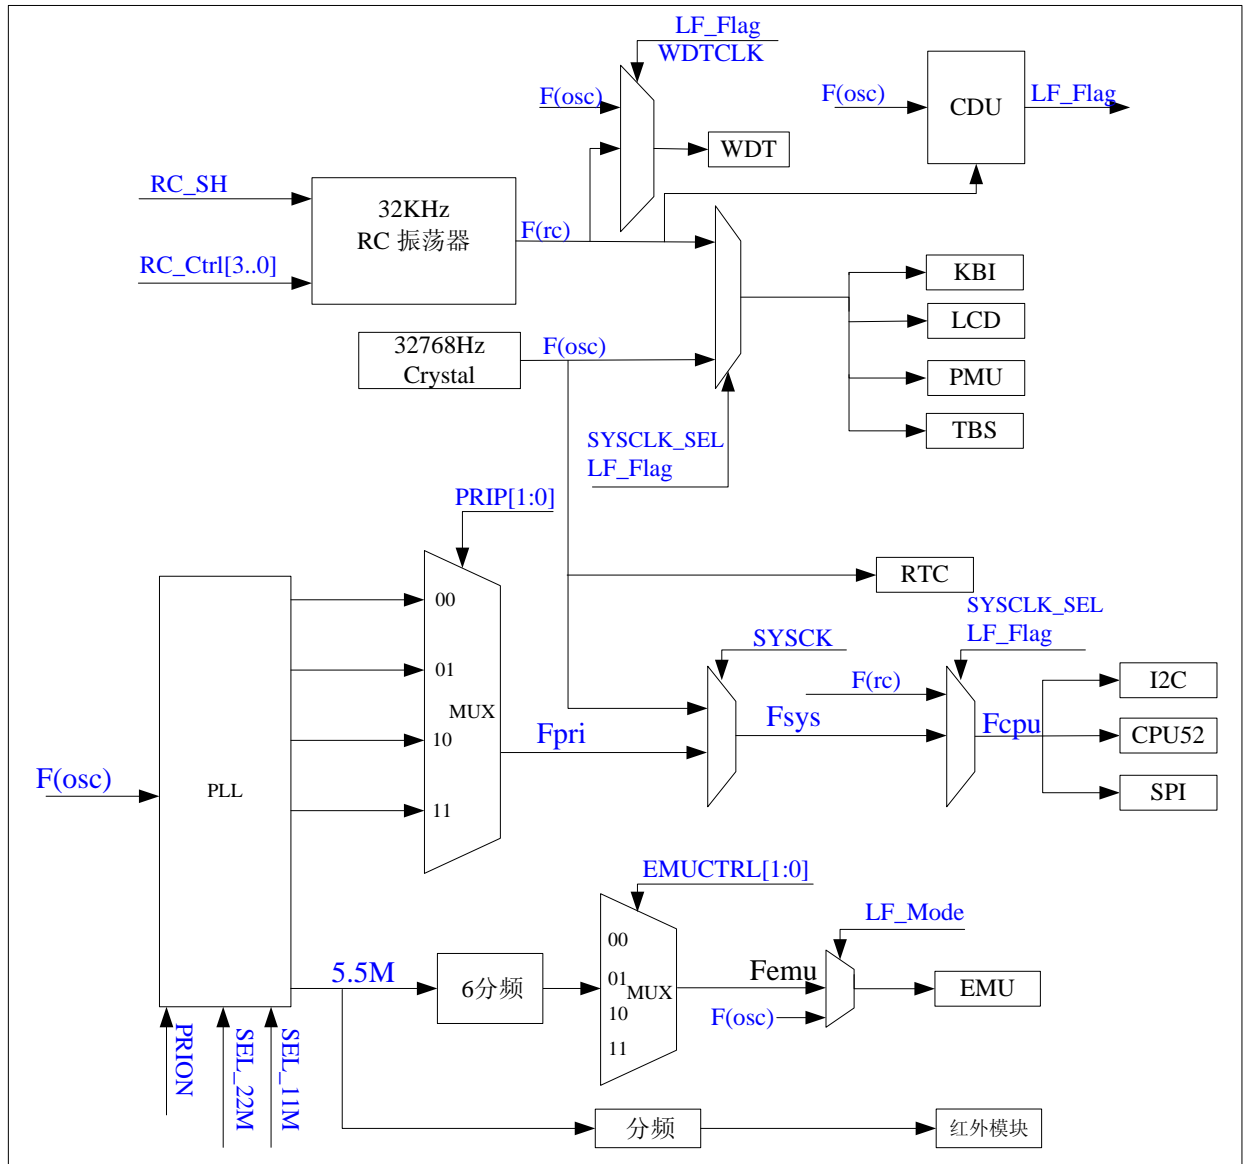 LF_Flag
WDTCLK
F(osc)
WDT
F(osc)
CDU
LF_Flag
RC_SH
RC_Ctrl[3..0]
32KHz
RC 振荡器
F(rc)
32768Hz
Crystal
F(osc)
KBI
LCD
PMU
TBS
SYSCLK_SEL
LF_Flag
PRIP[1:0]
RTC
00
01
MUX
10
11
F(osc)
PLL
Fpri
SYSCK
Fsys
SYSCLK_SEL
LF_Flag
F(rc)
Fcpu
I2C
CPU52
SPI
EMUCTRL[1:0]
5.5M
6分频
00
01
MUX
10
11
LF_Mode
Femu
F(osc)
EMU
PRION
SEL_22M
SEL_11M
分频
红外模块